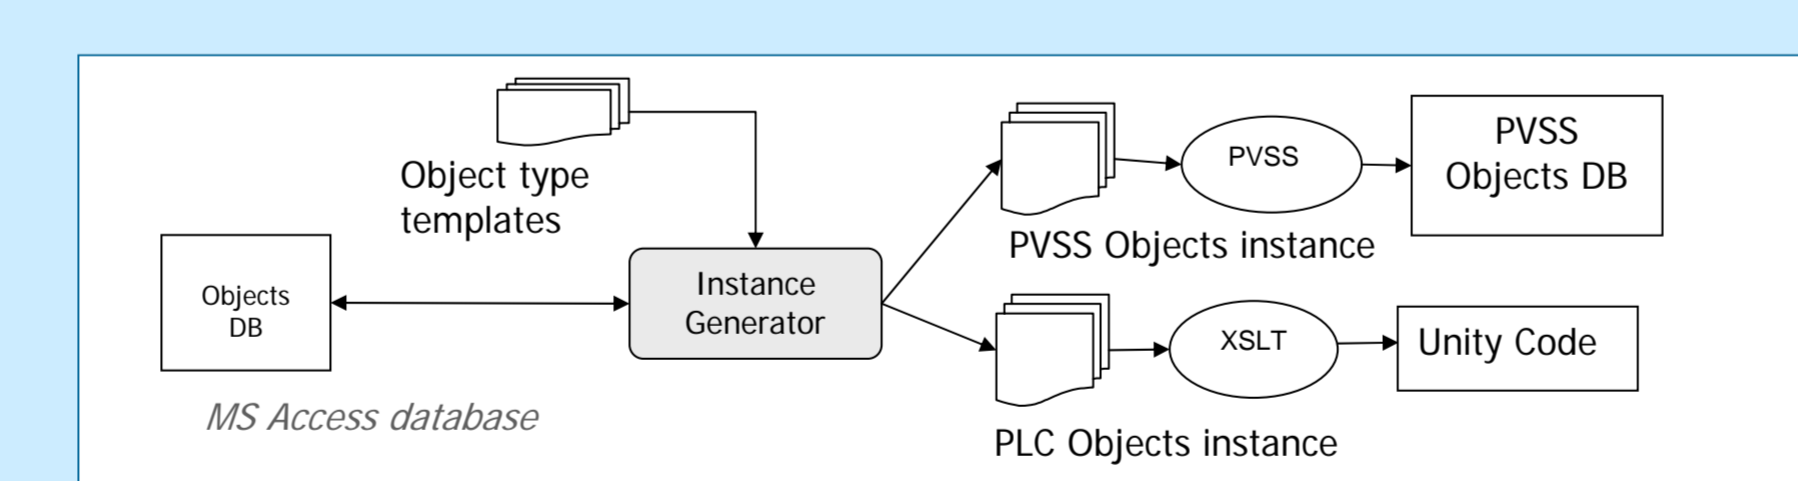 Object type
templates
Objects
DB
MS Access database
Instance
Generator
PVSS Objects instance
PVSS
PVSS
Objects DB
PLC Objects instance
XSLT
Unity Code